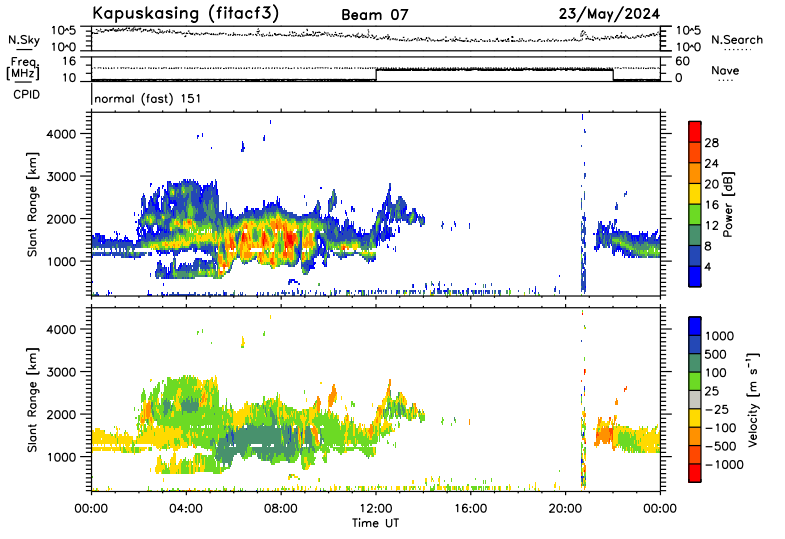 Kapuskasing (fitacf3) Beam 07 23/May/2024
N.Sky 10^5 10^0 10^5 10^0 N.Search
Freq. [MHz] 16 10 60 0 Nave
CPID normal (fast) 151
Slant Range [km] 4000 3000 2000 1000
Power [dB] 28 24 20 16 12 8 4
Slant Range [km] 4000 3000 2000 1000
Velocity [m s⁻¹] 1000 500 100 25 −25 −100 −500 −1000
00:00 04:00 08:00 12:00 16:00 20:00 00:00
Time UT